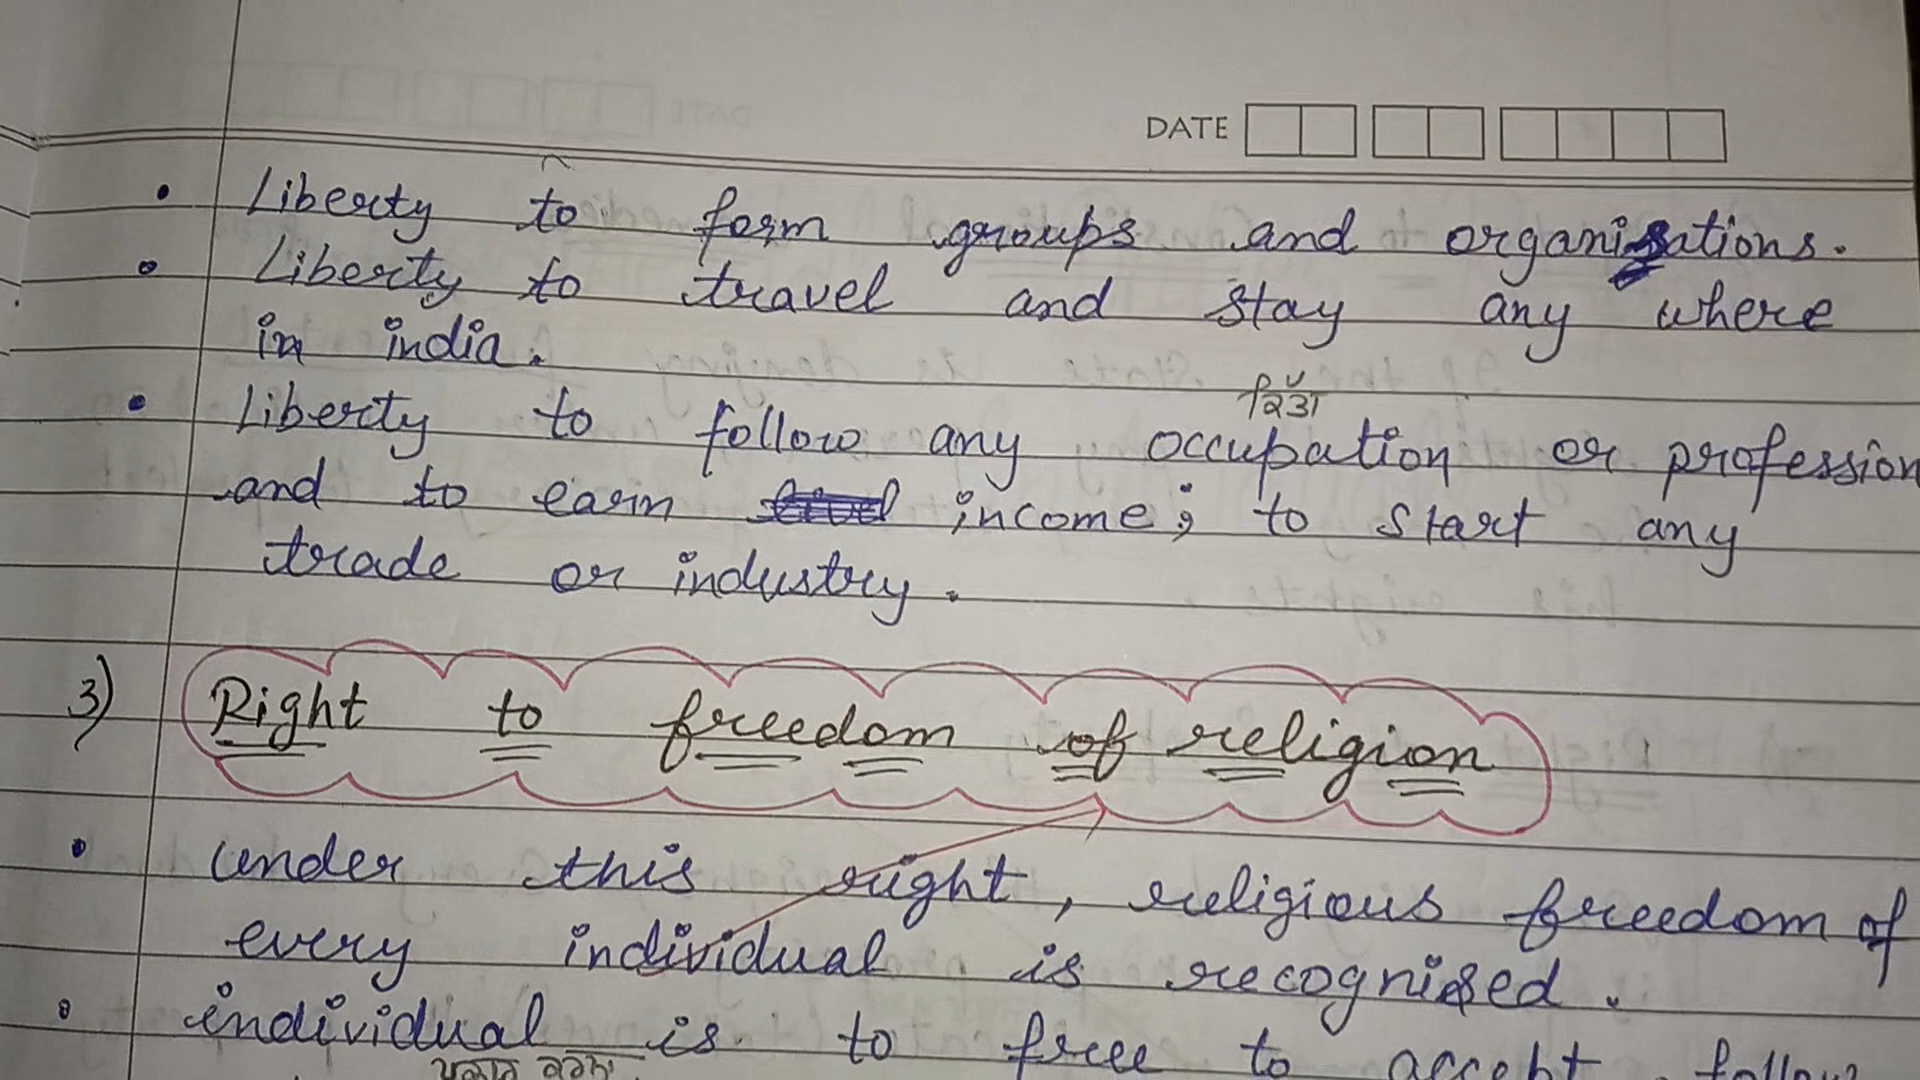 DATE
• Liberty to form groups and organisations.
• Liberty to travel and stay any where
in india.
ਕਿੱਤਾ
• Liberty to follow any occupation or profession
and to earn income; to start any
trade or industry.
3) Right to freedom of religion
• under this right, religious freedom of
every individual is recognised.
• individual is to free to accept, follow